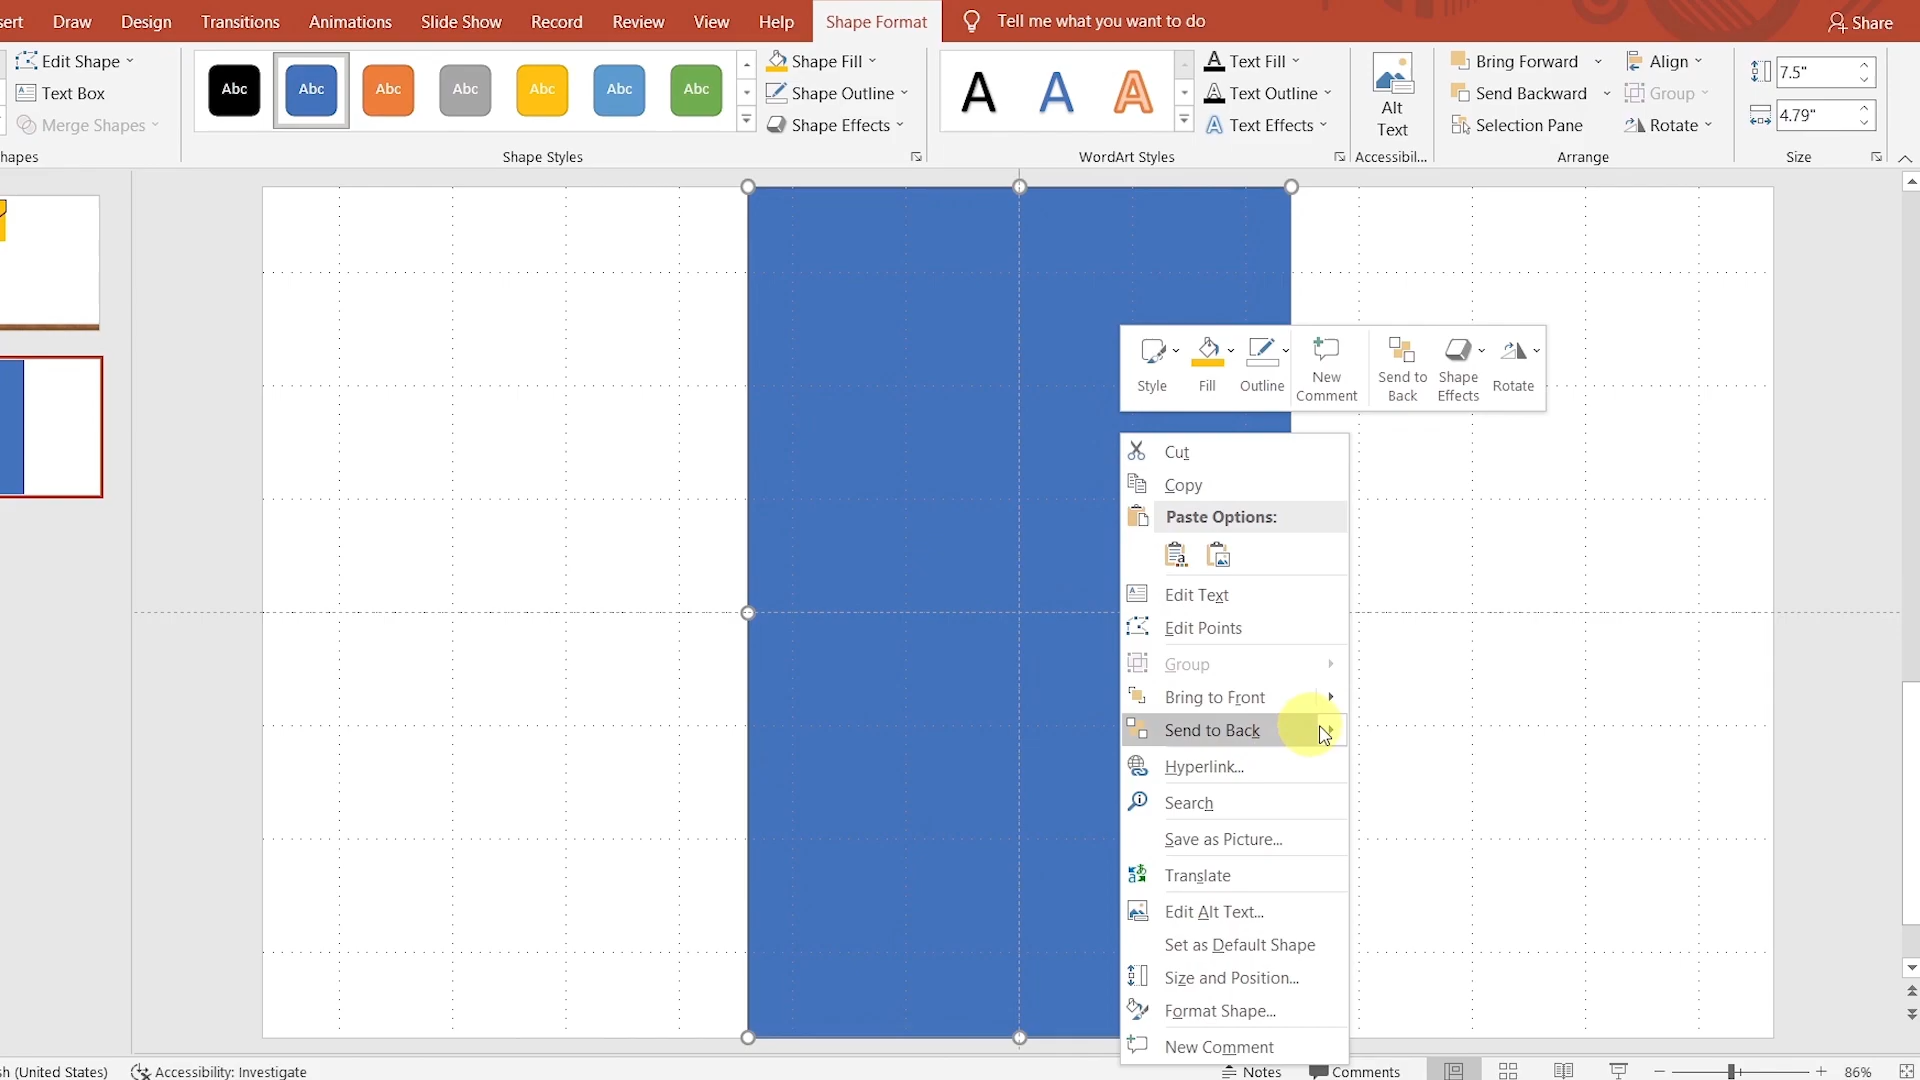 sert Draw Design Transitions Animations Slide Show Record Review View Help Shape Format Tell me what you want to do Share
Edit Shape
Text Box
Merge Shapes
hapes
Abc Abc Abc Abc Abc Abc Abc
Shape Fill
Shape Outline
Shape Effects
Shape Styles
A A A
Text Fill
Text Outline
Text Effects
WordArt Styles
Alt
Text
Accessibil...
Bring Forward
Send Backward
Selection Pane
Align
Group
Rotate
Arrange
7.5"
4.79"
Size
Style
Fill
Outline
New
Comment
Send to
Back
Shape
Effects
Rotate
Cut
Copy
Paste Options:
Edit Text
Edit Points
Group
Bring to Front
Send to Back
Hyperlink...
Search
Save as Picture...
Translate
Edit Alt Text...
Set as Default Shape
Size and Position...
Format Shape...
New Comment
h (United States) Accessibility: Investigate Notes Comments 86%